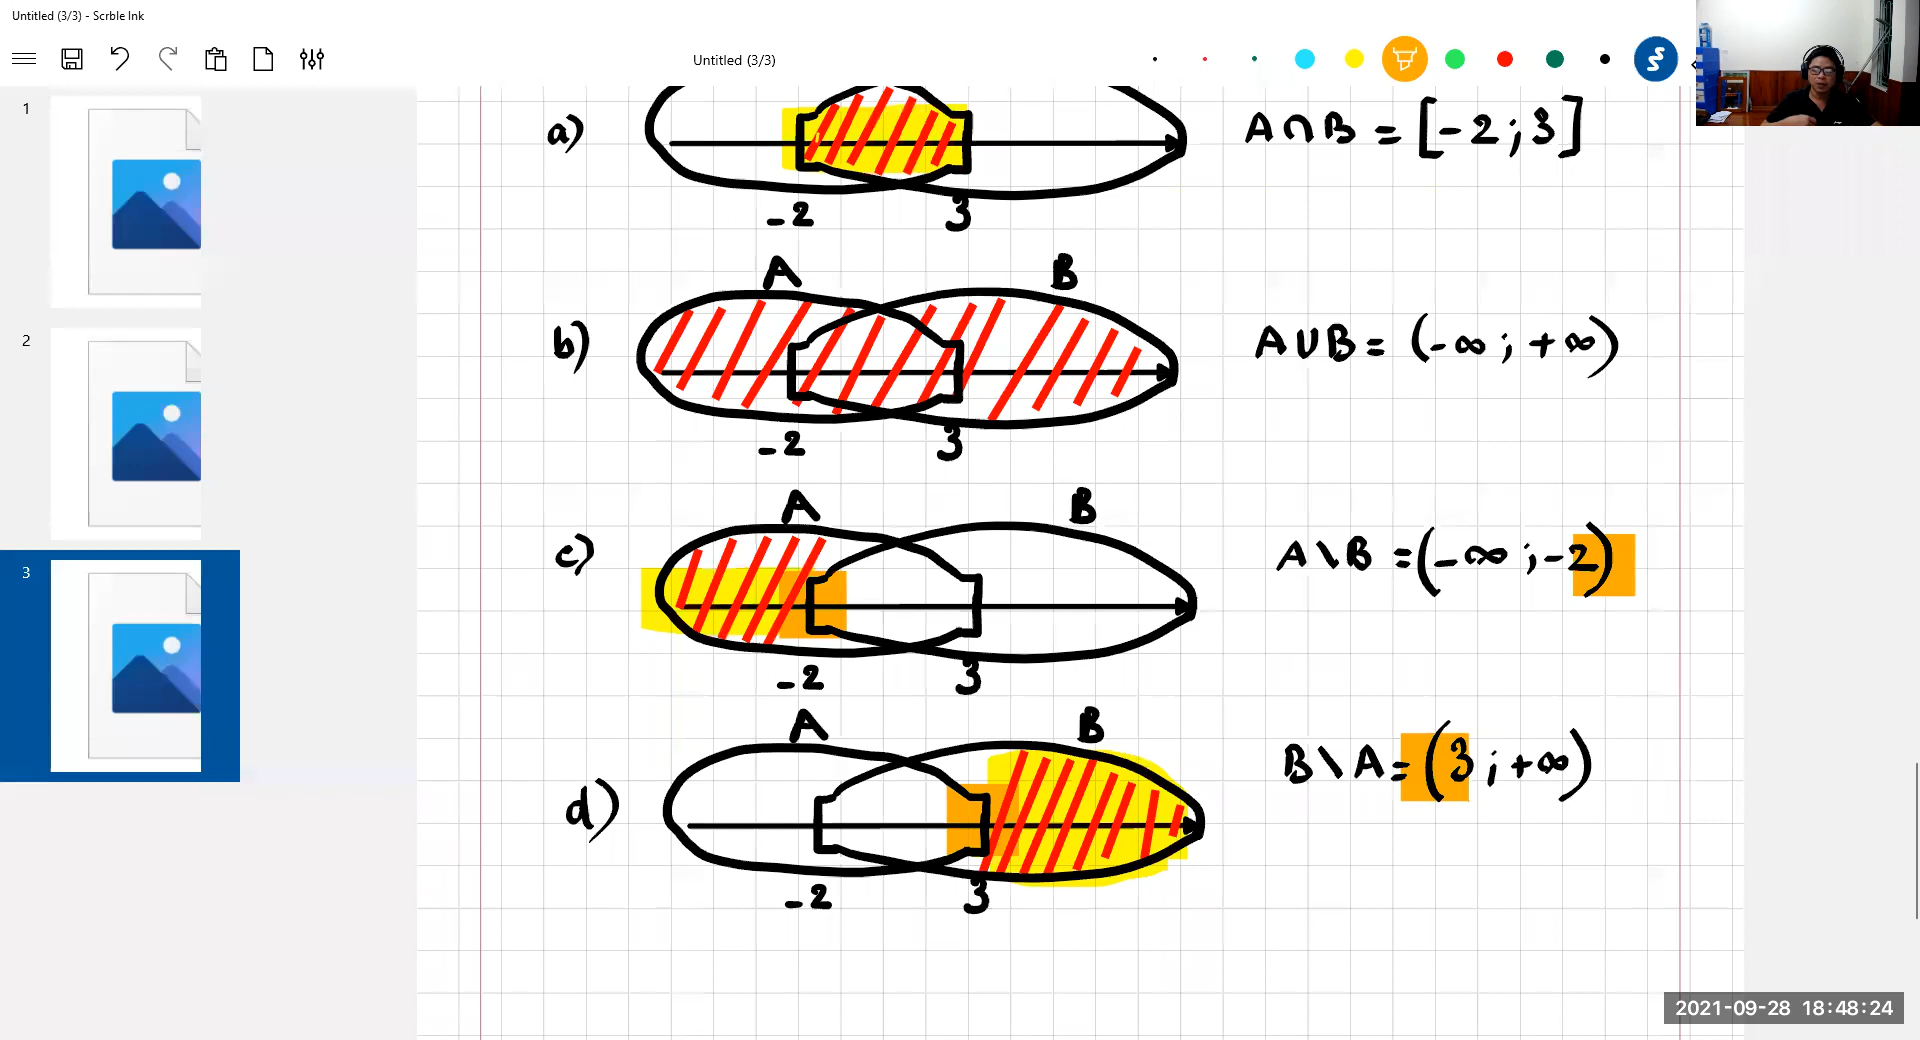 Untitled (3/3) - Scrble Ink
Untitled (3/3)
1
2
3
a)
-2 3
A∩B = [-2;3]
A B
b)
-2 3
A∪B = (-∞; +∞)
A B
c)
-2 3
A\B =(-∞;-2)
A B
d)
-2 3
B\A=(3;+∞)
2021-09-28 18:48:24